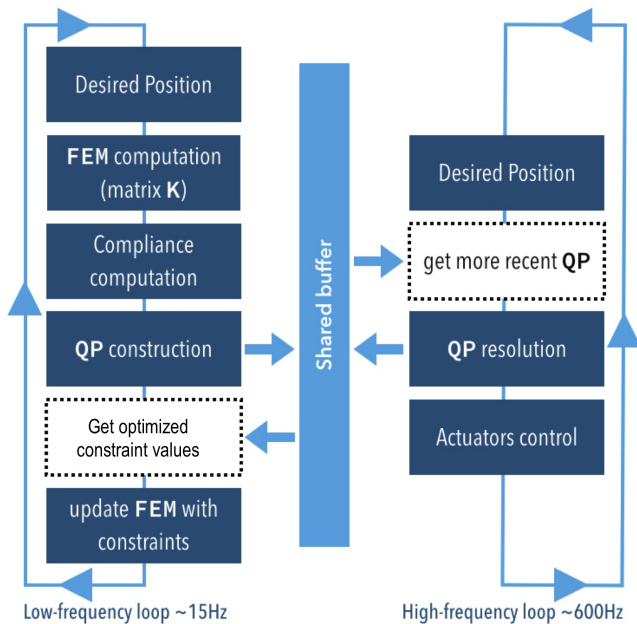 Desired Position
FEM computation
(matrix K)
Compliance
computation
QP construction
Get optimized
constraint values
update FEM with
constraints
Low-frequency loop ~15Hz
Shared buffer
Desired Position
get more recent QP
QP resolution
Actuators control
High-frequency loop ~600Hz